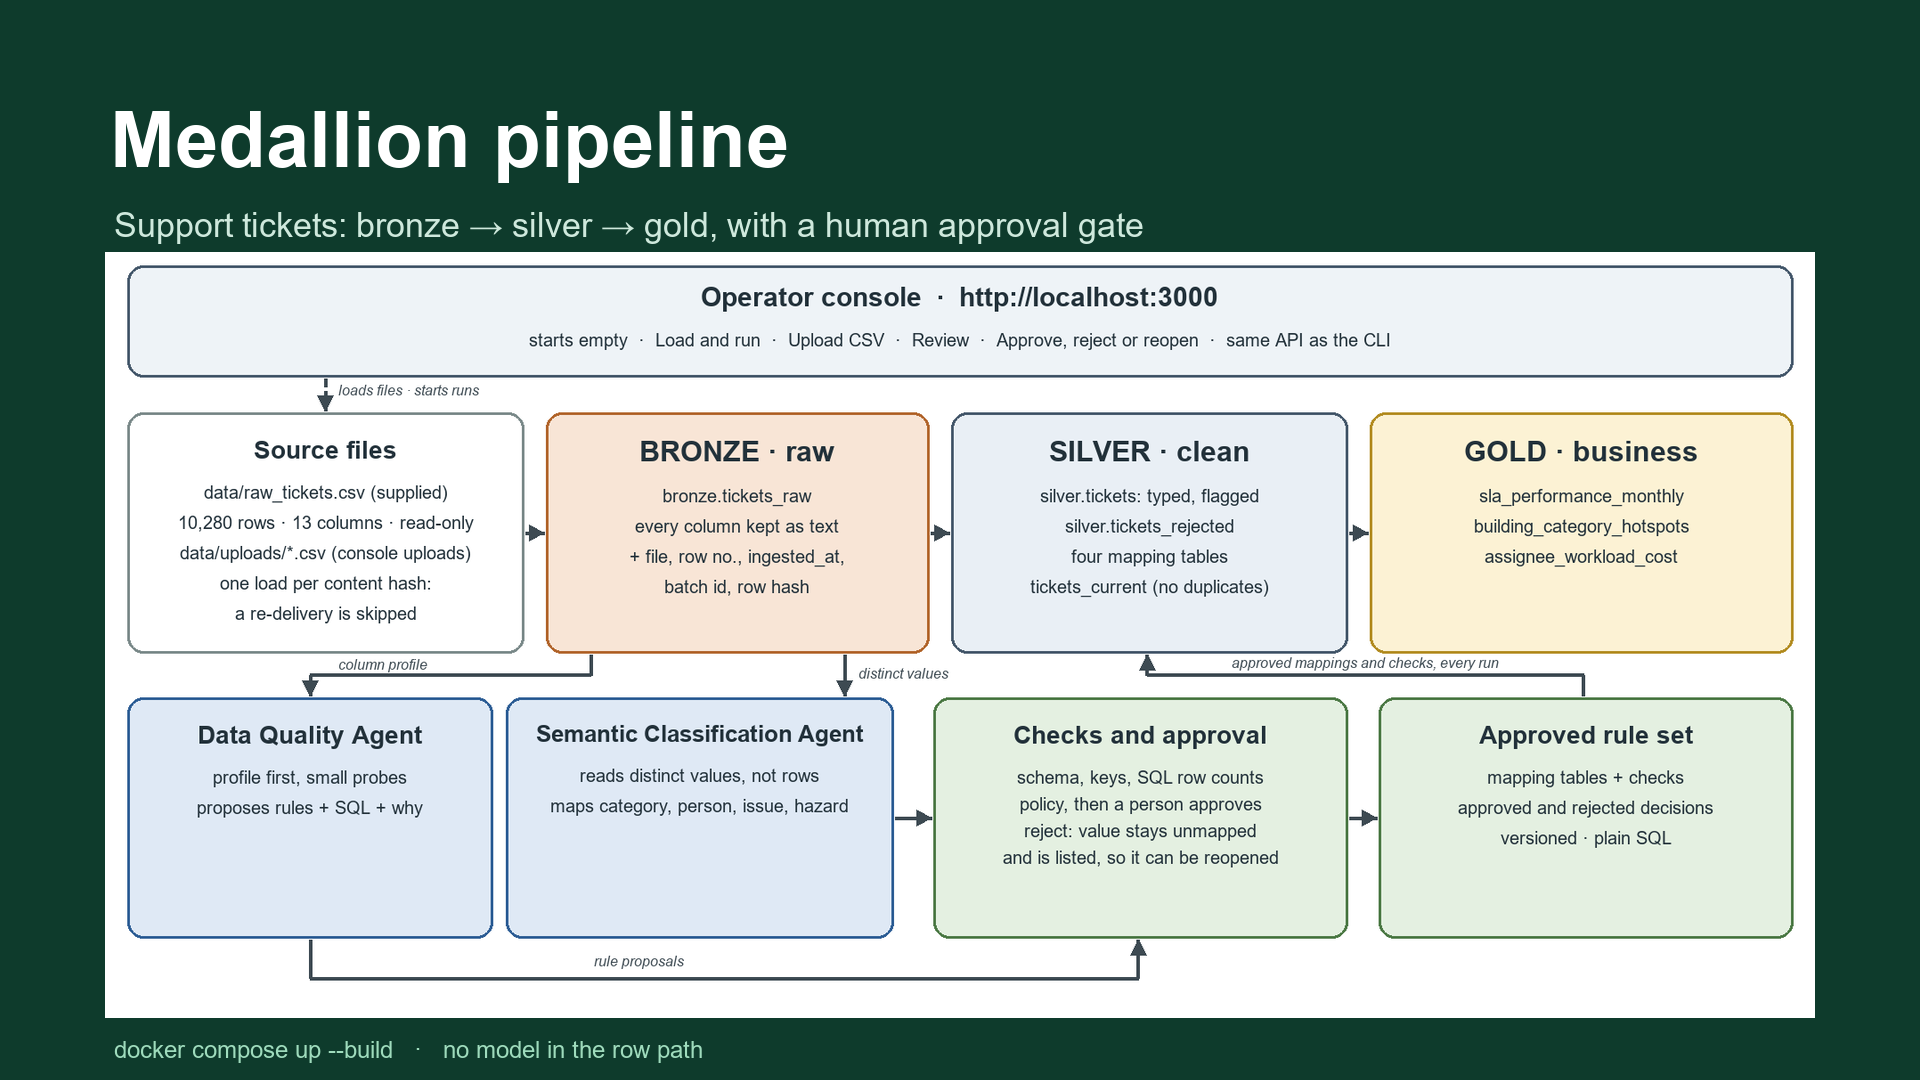 Medallion pipeline
Support tickets: bronze → silver → gold, with a human approval gate
Operator console · http://localhost:3000
starts empty · Load and run · Upload CSV · Review · Approve, reject or reopen · same API as the CLI
loads files · starts runs
Source files
data/raw_tickets.csv (supplied)
10,280 rows · 13 columns · read-only
data/uploads/*.csv (console uploads)
one load per content hash:
a re-delivery is skipped
BRONZE · raw
bronze.tickets_raw
every column kept as text
+ file, row no., ingested_at,
batch id, row hash
SILVER · clean
silver.tickets: typed, flagged
silver.tickets_rejected
four mapping tables
tickets_current (no duplicates)
GOLD · business
sla_performance_monthly
building_category_hotspots
assignee_workload_cost
column profile
distinct values
approved mappings and checks, every run
Data Quality Agent
profile first, small probes
proposes rules + SQL + why
Semantic Classification Agent
reads distinct values, not rows
maps category, person, issue, hazard
Checks and approval
schema, keys, SQL row counts
policy, then a person approves
reject: value stays unmapped
and is listed, so it can be reopened
Approved rule set
mapping tables + checks
approved and rejected decisions
versioned · plain SQL
rule proposals
docker compose up --build · no model in the row path